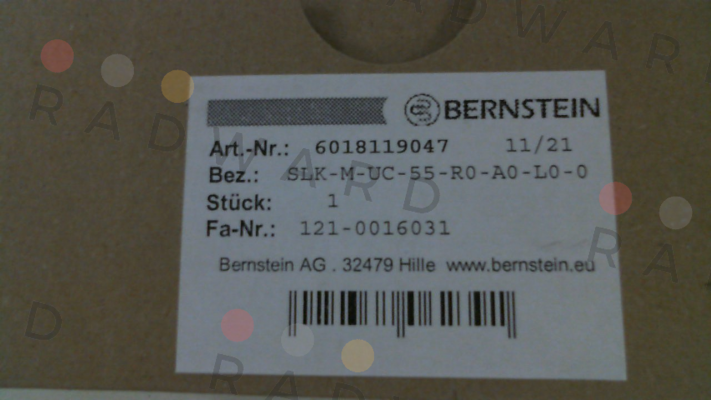 BERNSTEIN
Art.-Nr.: 6018119047 11/21
Bez.: SLK-M-UC-55-R0-A0-L0-0
Stück: 1
Fa-Nr.: 121-0016031
Bernstein AG . 32479 Hille www.bernstein.eu
RADWARD